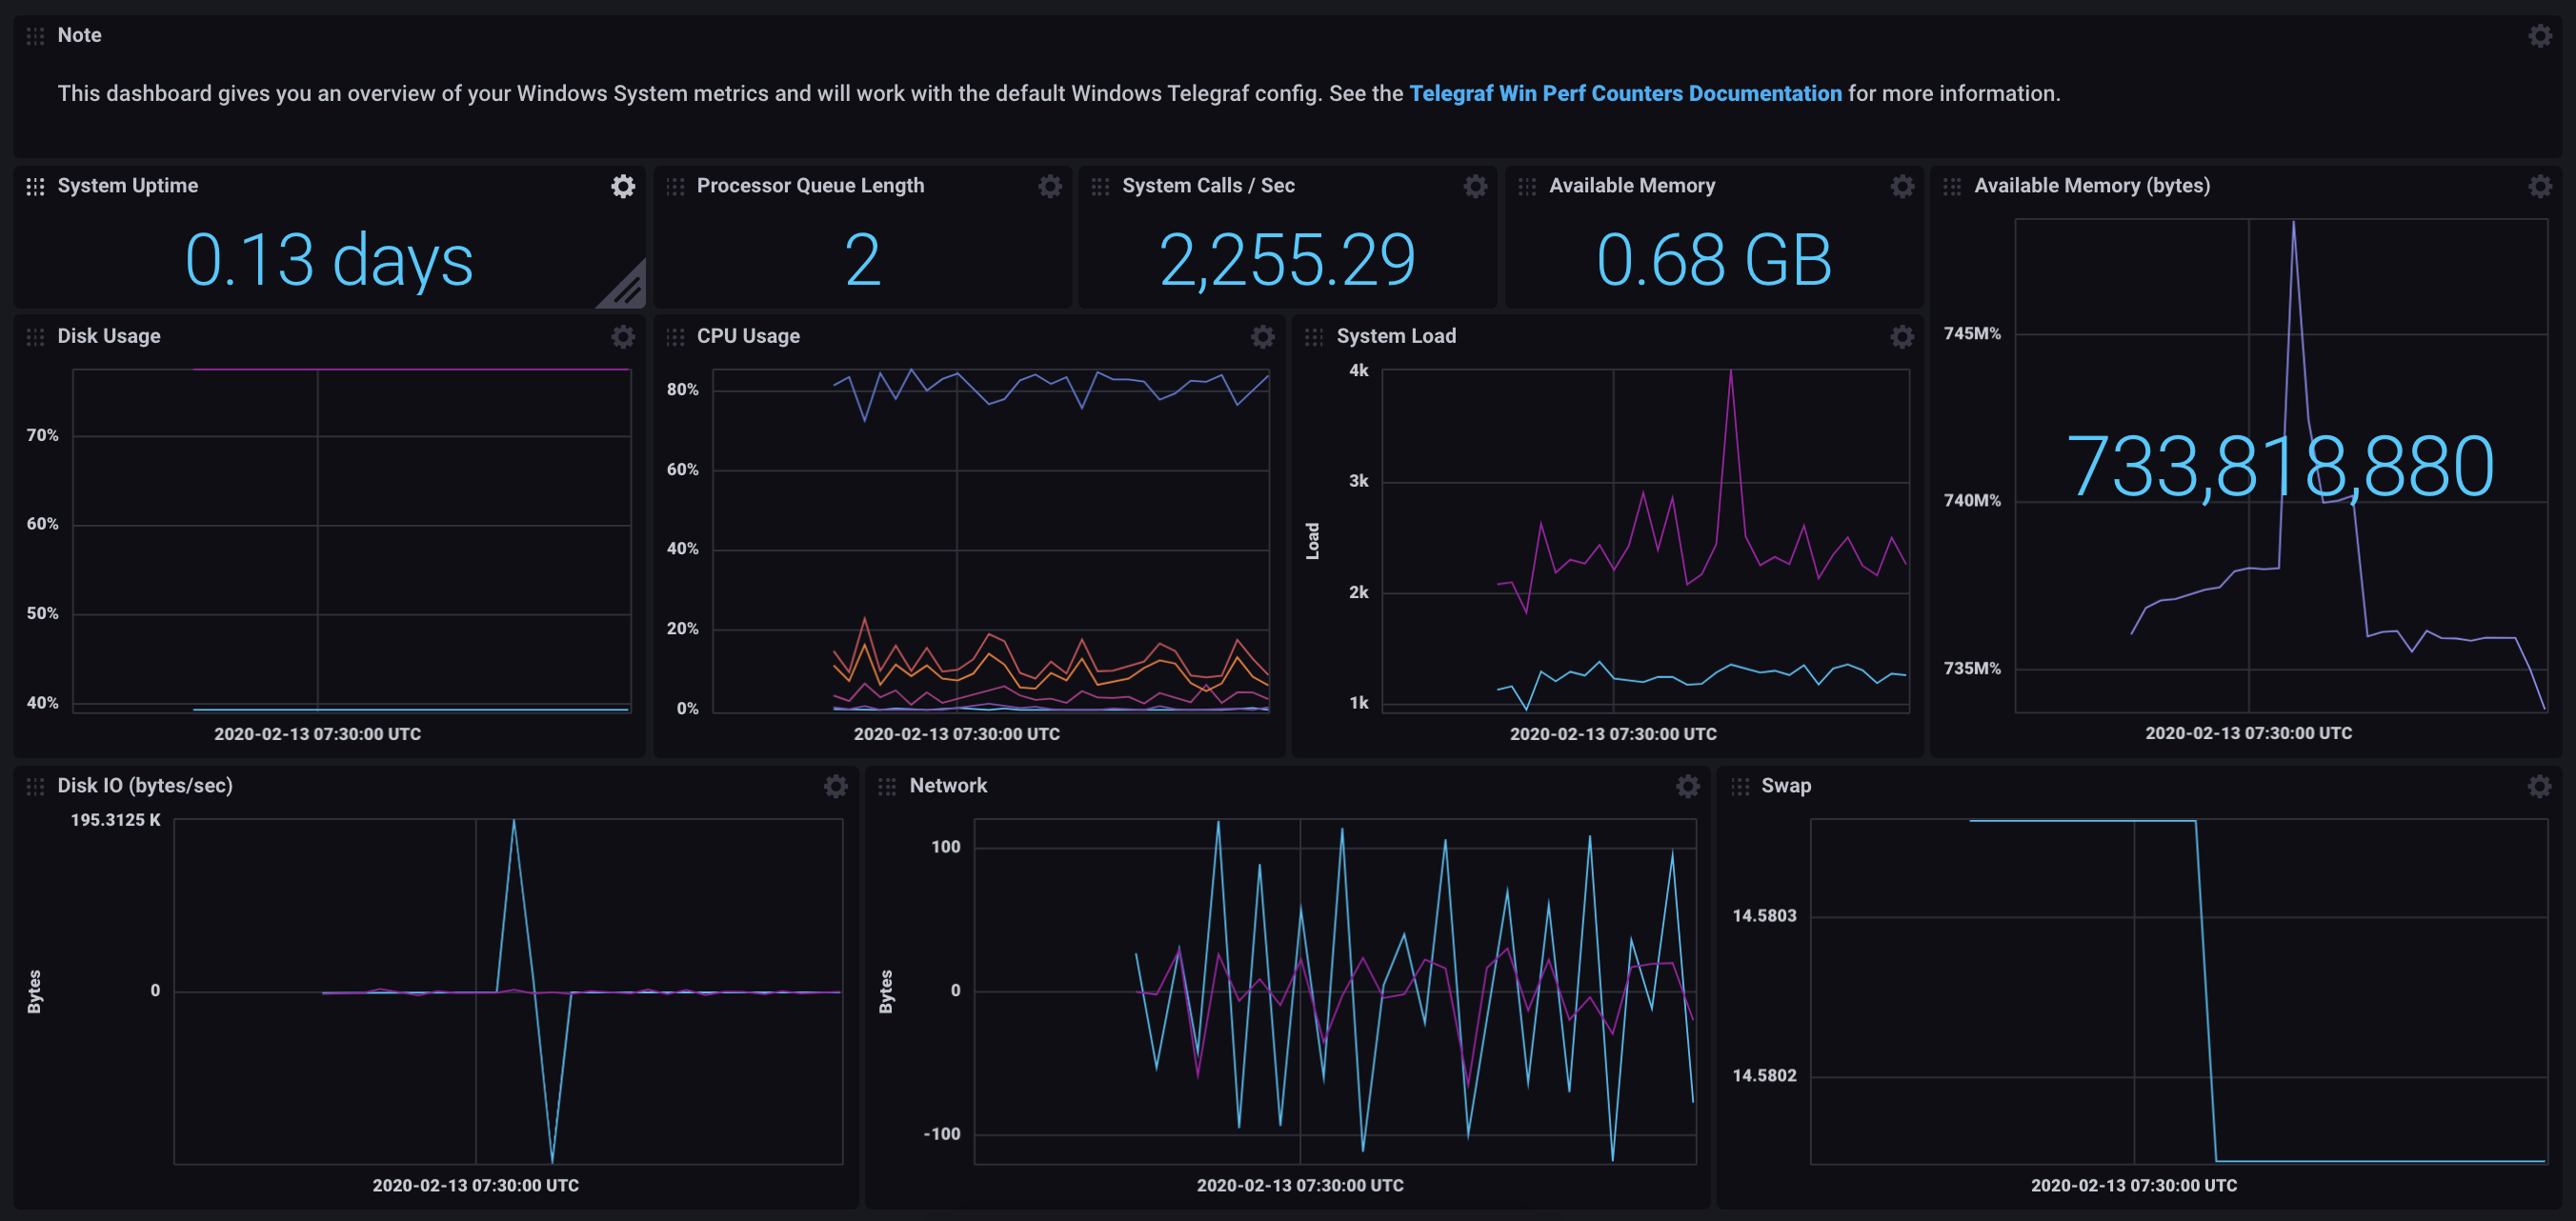 Note
This dashboard gives you an overview of your Windows System metrics and will work with the default Windows Telegraf config. See the Telegraf Win Perf Counters Documentation for more information.
System Uptime
0.13 days
Processor Queue Length
2
System Calls / Sec
2,255.29
Available Memory
0.68 GB
Available Memory (bytes)
745M%
740M%
735M%
733,818,880
2020-02-13 07:30:00 UTC
Disk Usage
70%
60%
50%
40%
2020-02-13 07:30:00 UTC
CPU Usage
80%
60%
40%
20%
0%
2020-02-13 07:30:00 UTC
System Load
Load
4k
3k
2k
1k
2020-02-13 07:30:00 UTC
Disk IO (bytes/sec)
Bytes
195.3125 K
0
2020-02-13 07:30:00 UTC
Network
Bytes
100
0
-100
2020-02-13 07:30:00 UTC
Swap
14.5803
14.5802
2020-02-13 07:30:00 UTC